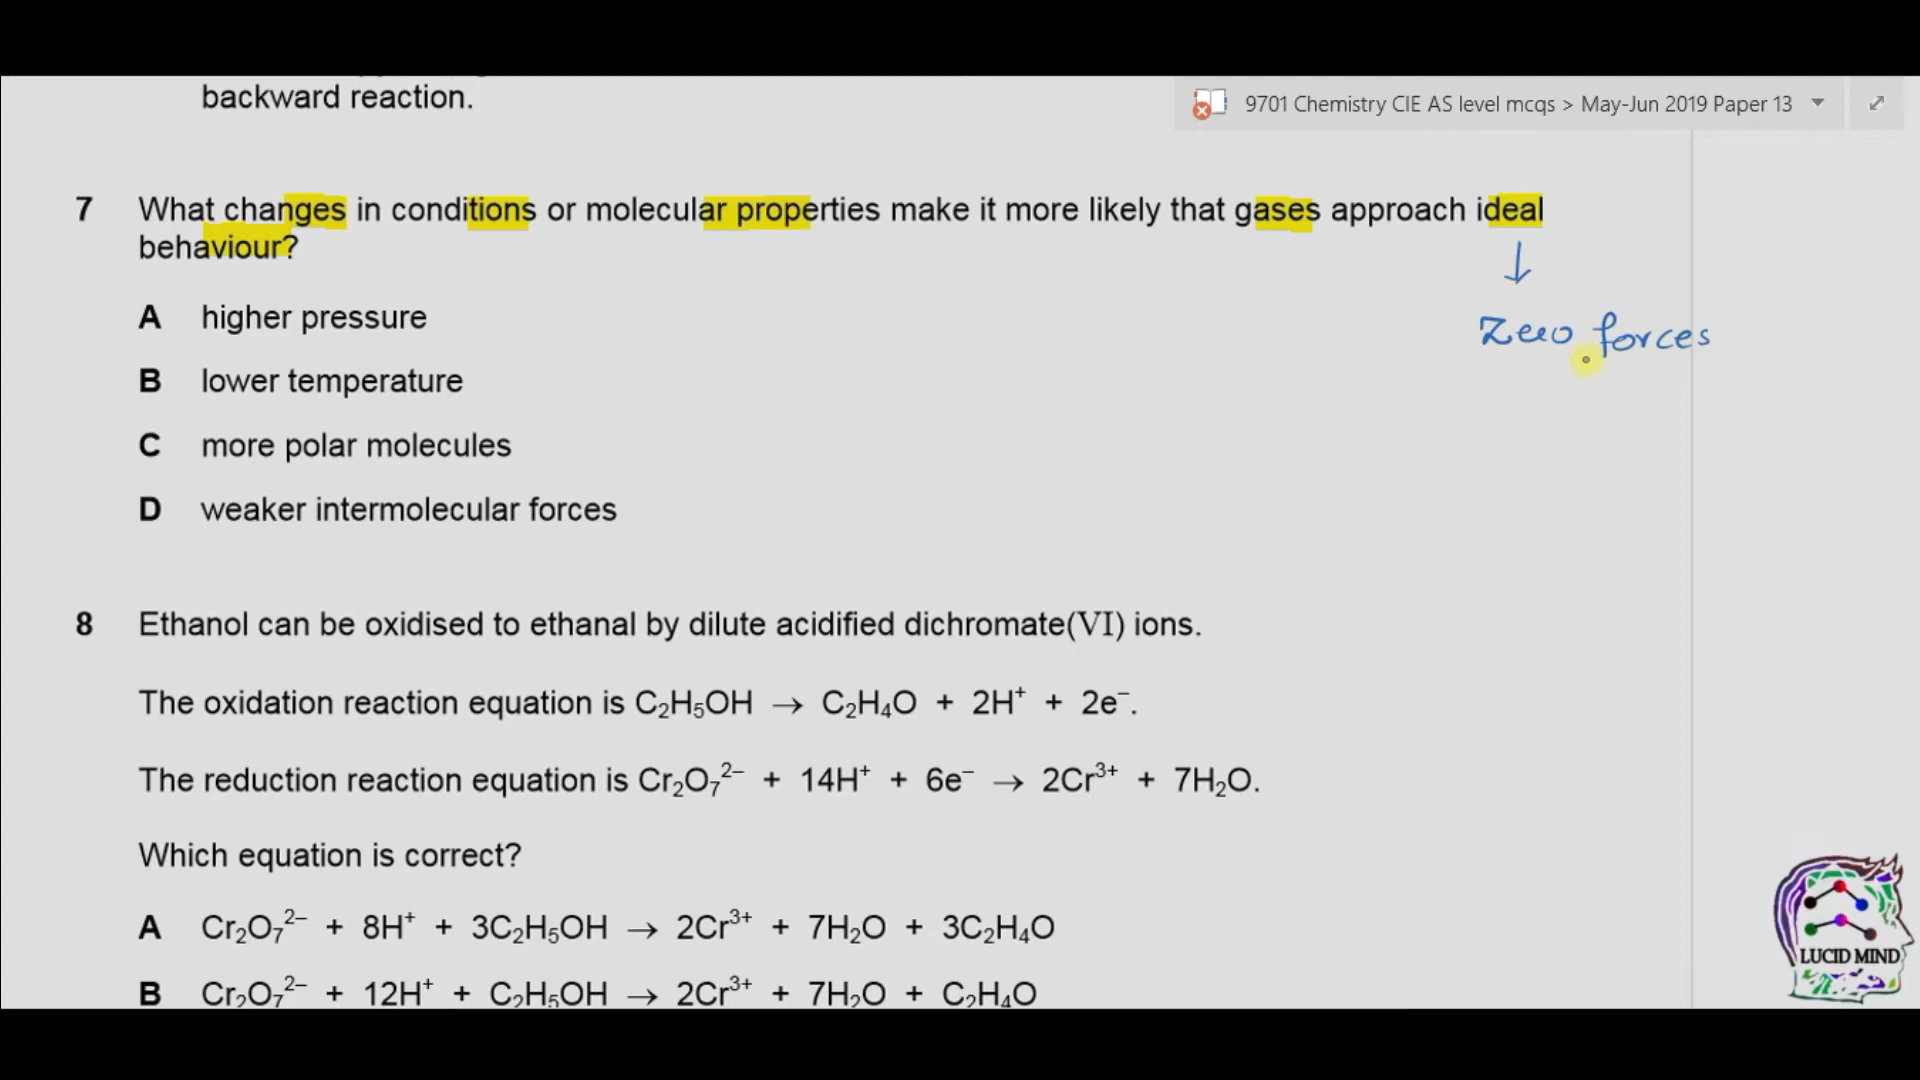 backward reaction.
9701 Chemistry CIE AS level mcqs > May-Jun 2019 Paper 13
7 What changes in conditions or molecular properties make it more likely that gases approach ideal
behaviour?
A higher pressure
Zero forces
B lower temperature
C more polar molecules
D weaker intermolecular forces
8 Ethanol can be oxidised to ethanal by dilute acidified dichromate(VI) ions.
The oxidation reaction equation is C₂H₅OH → C₂H₄O + 2H⁺ + 2e⁻.
The reduction reaction equation is Cr₂O₇²⁻ + 14H⁺ + 6e⁻ → 2Cr³⁺ + 7H₂O.
Which equation is correct?
A Cr₂O₇²⁻ + 8H⁺ + 3C₂H₅OH → 2Cr³⁺ + 7H₂O + 3C₂H₄O
B Cr₂O₇²⁻ + 12H⁺ + C₂H₅OH → 2Cr³⁺ + 7H₂O + C₂H₄O
LUCID MIND